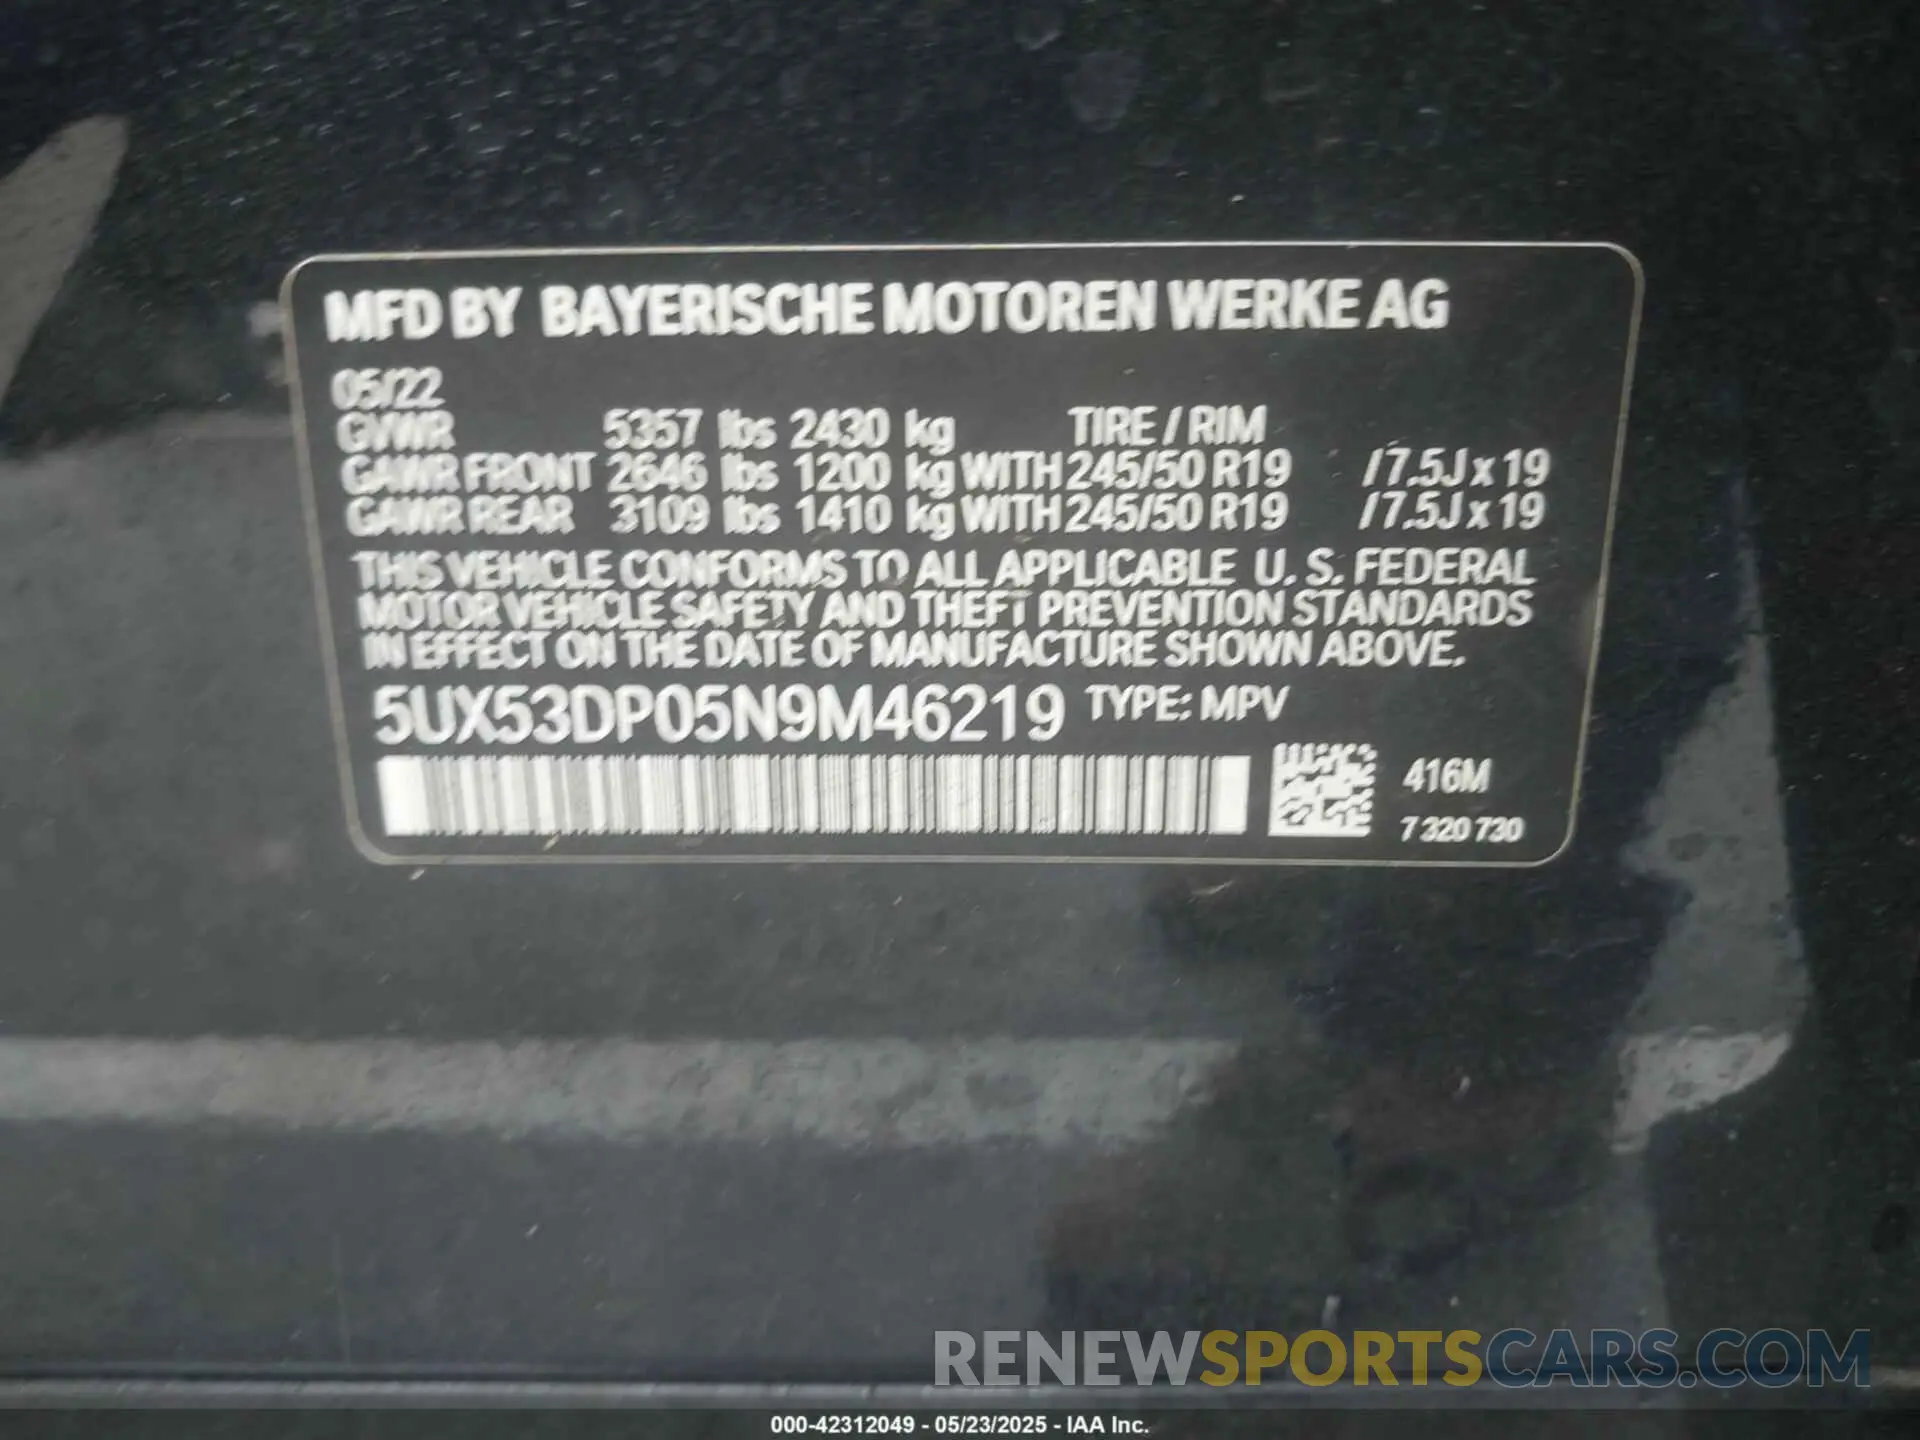 MFD BY BAYERISCHE MOTOREN WERKE AG
05/22
GVWR 5357 lbs 2430 kg TIRE / RIM
GAWR FRONT 2646 lbs 1200 kg WITH 245/50 R19 /7.5J x 19
GAWR REAR 3109 lbs 1410 kg WITH 245/50 R19 /7.5J x 19
THIS VEHICLE CONFORMS TO ALL APPLICABLE U. S. FEDERAL
MOTOR VEHICLE SAFETY AND THEFT PREVENTION STANDARDS
IN EFFECT ON THE DATE OF MANUFACTURE SHOWN ABOVE.
5UX53DP05N9M46219 TYPE: MPV
416M
7 320 730
RENEWSPORTSCARS.COM
000-42312049 - 05/23/2025 - IAA Inc.